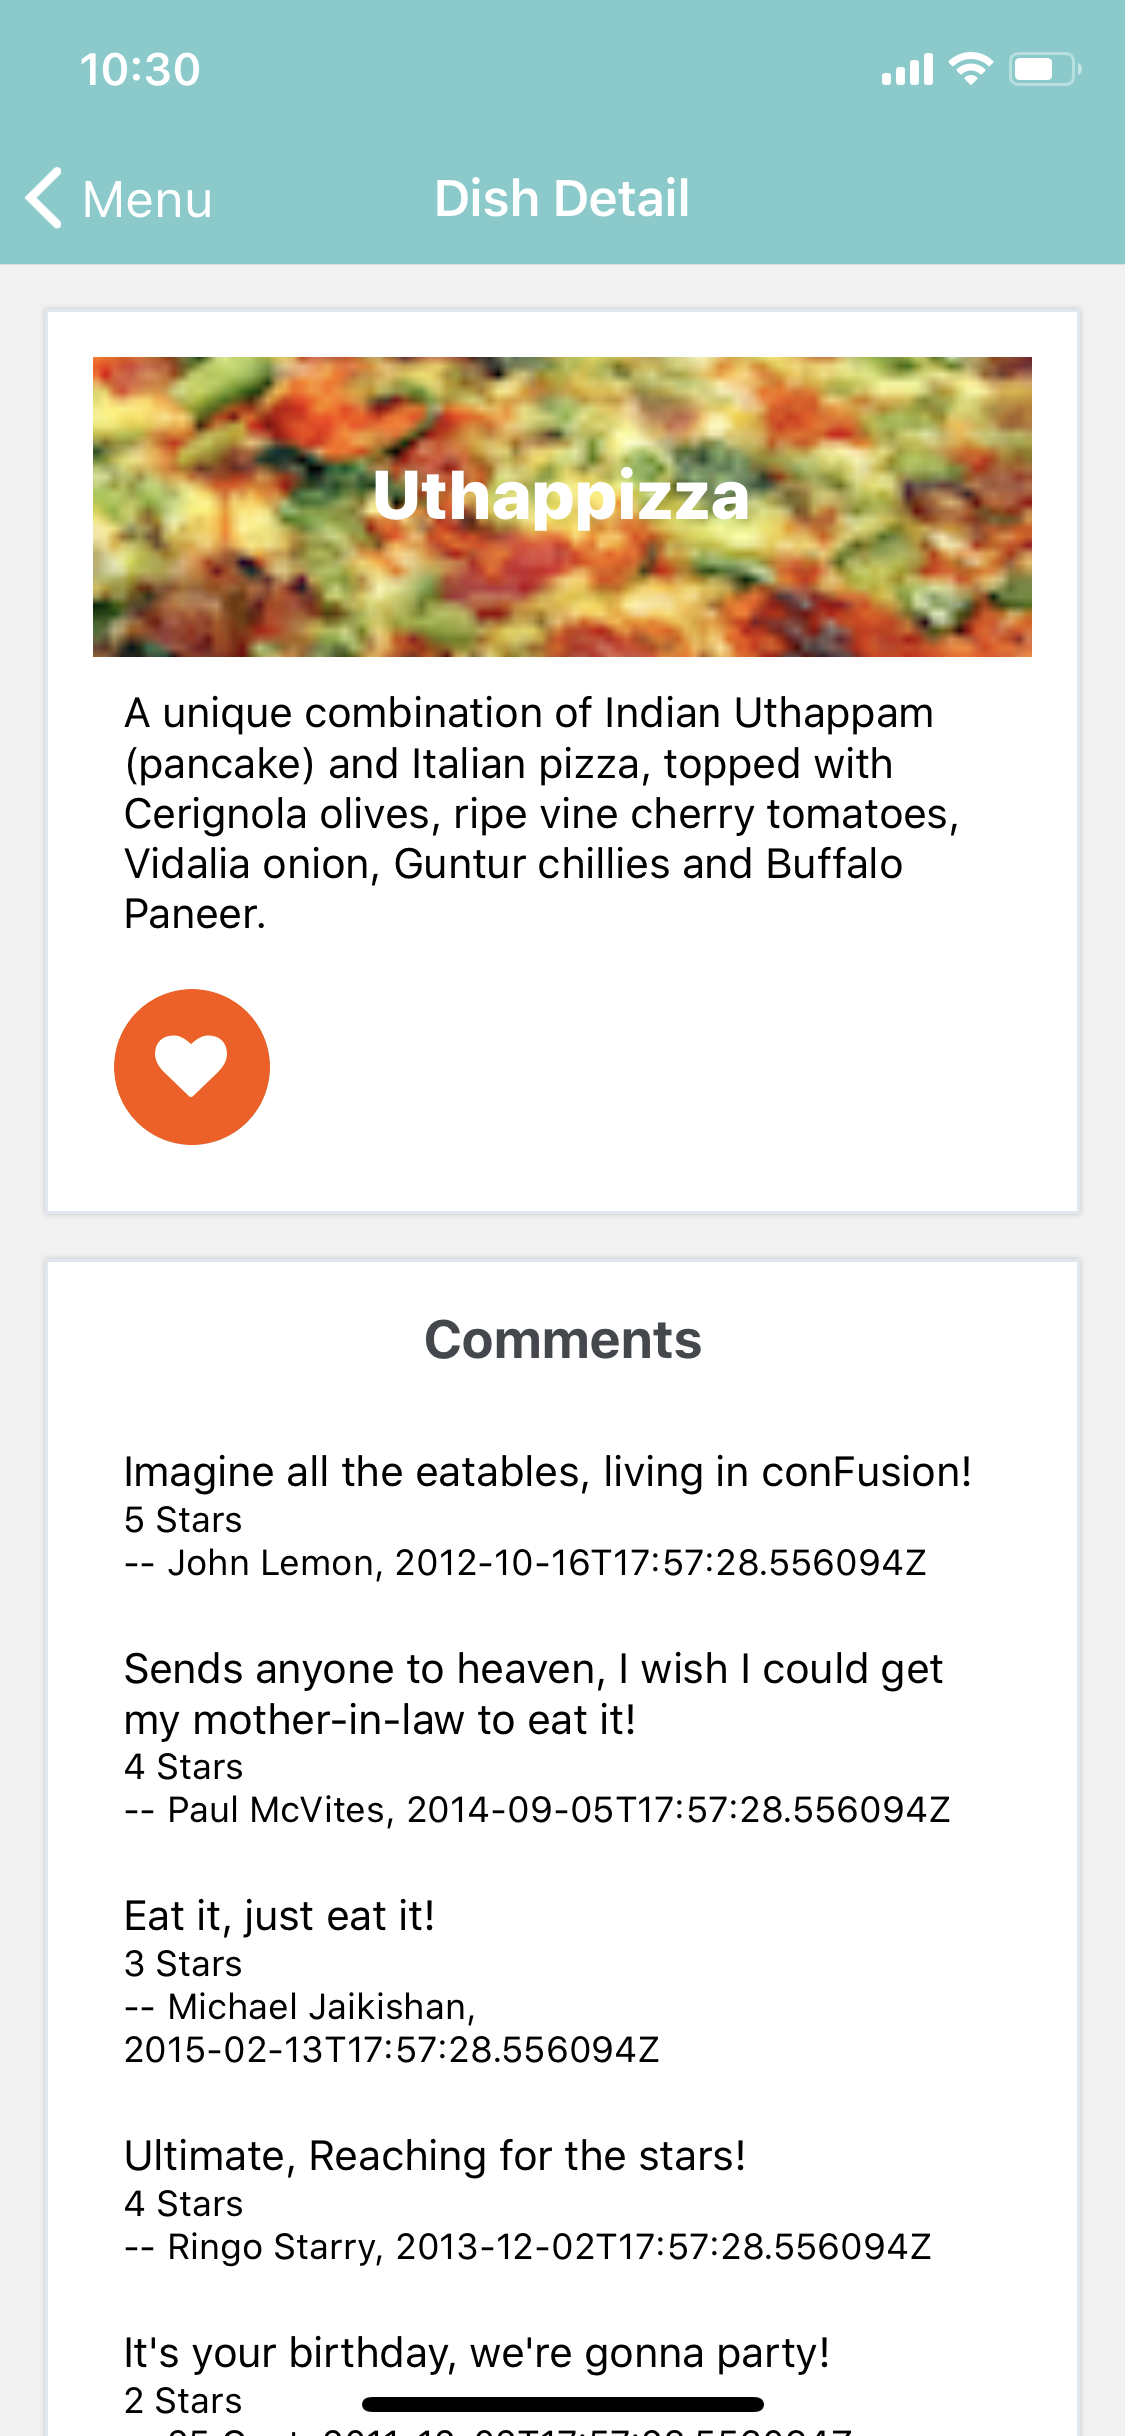 10:30
Menu
Dish Detail
Uthappizza
A unique combination of Indian Uthappam
(pancake) and Italian pizza, topped with
Cerignola olives, ripe vine cherry tomatoes,
Vidalia onion, Guntur chillies and Buffalo
Paneer.
Comments
Imagine all the eatables, living in conFusion!
5 Stars
-- John Lemon, 2012-10-16T17:57:28.556094Z
Sends anyone to heaven, I wish I could get
my mother-in-law to eat it!
4 Stars
-- Paul McVites, 2014-09-05T17:57:28.556094Z
Eat it, just eat it!
3 Stars
-- Michael Jaikishan,
2015-02-13T17:57:28.556094Z
Ultimate, Reaching for the stars!
4 Stars
-- Ringo Starry, 2013-12-02T17:57:28.556094Z
It's your birthday, we're gonna party!
2 Stars